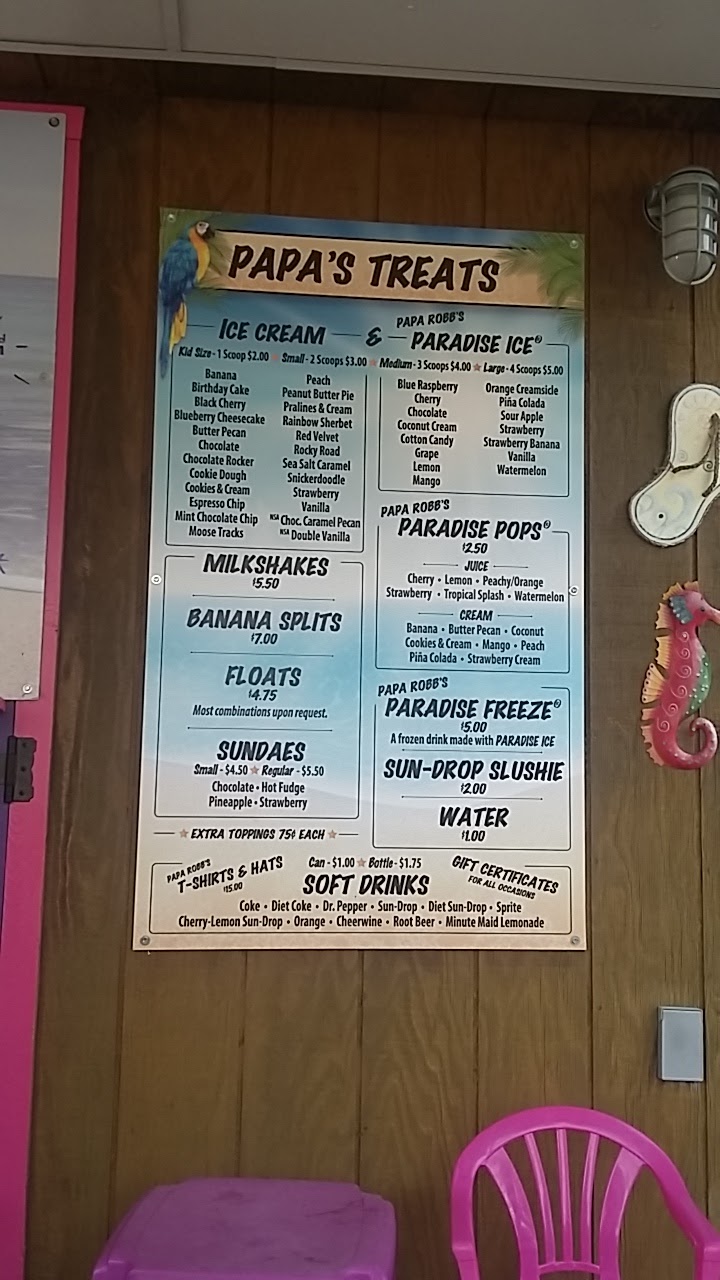 PAPA'S TREATS
ICE CREAM & PAPA ROBB'S PARADISE ICE®
Kid Size - 1 Scoop $2.00 ★ Small - 2 Scoops $3.00 ★ Medium - 3 Scoops $4.00 ★ Large - 4 Scoops $5.00
Banana
Birthday Cake
Black Cherry
Blueberry Cheesecake
Butter Pecan
Chocolate
Chocolate Rocker
Cookie Dough
Cookies & Cream
Espresso Chip
Mint Chocolate Chip
Moose Tracks
Peach
Peanut Butter Pie
Pralines & Cream
Rainbow Sherbet
Red Velvet
Rocky Road
Sea Salt Caramel
Snickerdoodle
Strawberry
Vanilla
NSA Choc. Caramel Pecan
NSA Double Vanilla
Blue Raspberry
Cherry
Chocolate
Coconut Cream
Cotton Candy
Grape
Lemon
Mango
Orange Creamsicle
Piña Colada
Sour Apple
Strawberry
Strawberry Banana
Vanilla
Watermelon
MILKSHAKES
$5.50
BANANA SPLITS
$7.00
FLOATS
$4.75
Most combinations upon request.
SUNDAES
Small - $4.50 ★ Regular - $5.50
Chocolate • Hot Fudge
Pineapple • Strawberry
★ EXTRA TOPPINGS 75¢ EACH ★
PAPA ROBB'S
PARADISE POPS®
$2.50
JUICE
Cherry • Lemon • Peachy/Orange
Strawberry • Tropical Splash • Watermelon
CREAM
Banana • Butter Pecan • Coconut
Cookies & Cream • Mango • Peach
Piña Colada • Strawberry Cream
PAPA ROBB'S
PARADISE FREEZE®
$5.00
A frozen drink made with PARADISE ICE
SUN-DROP SLUSHIE
$2.00
WATER
$1.00
PAPA ROBB'S
T-SHIRTS & HATS
$15.00
Can - $1.00 ★ Bottle - $1.75
SOFT DRINKS
GIFT CERTIFICATES
FOR ALL OCCASIONS
Coke • Diet Coke • Dr. Pepper • Sun-Drop • Diet Sun-Drop • Sprite
Cherry-Lemon Sun-Drop • Orange • Cheerwine • Root Beer • Minute Maid Lemonade